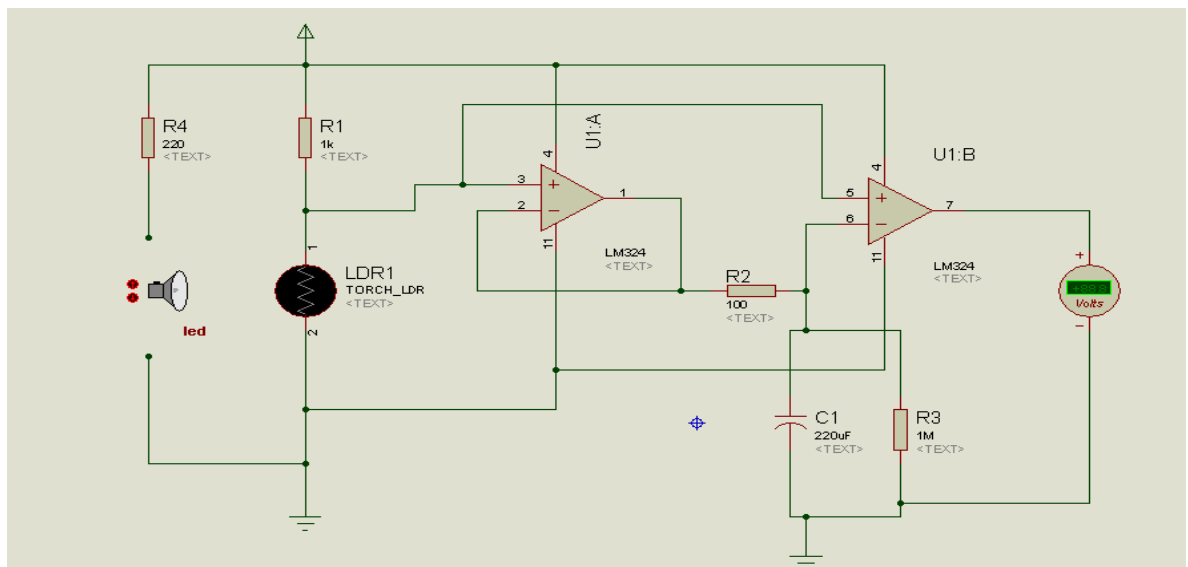 R4
220
<TEXT>
R1
1k
<TEXT>
U1:A
4
3
2
1
11
LM324
<TEXT>
U1:B
4
5
6
7
11
LM324
<TEXT>
1
LDR1
TORCH_LDR
<TEXT>
2
led
R2
100
<TEXT>
Volts
C1
220uF
<TEXT>
R3
1M
<TEXT>